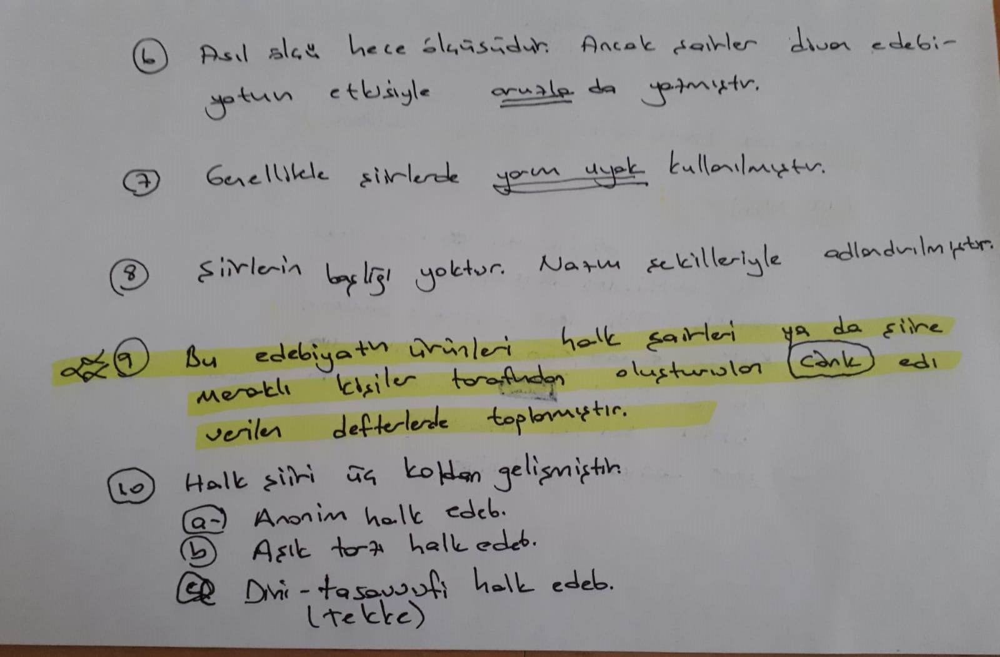 6 Asıl ölçü hece ölçüsüdür. Ancak şairler divan edebi-
yatının etkisiyle aruzla da yazmıştır.
7 Genellikle şiirlerde yarım uyak kullanılmıştır.
8 Şiirlerin başlığı yoktur. Nazım şekilleriyle adlandırılmıştır.
9 Bu edebiyatın ürünleri halk şairleri ya da şiire
meraklı kişiler tarafından oluşturulan cönk adı
verilen defterlerde toplanmıştır.
10 Halk şiiri üç koldan gelişmiştir.
a-) Anonim halk edeb.
b) Aşık tarzı halk edeb.
c) Dini-tasavvufi halk edeb.
(tekke)